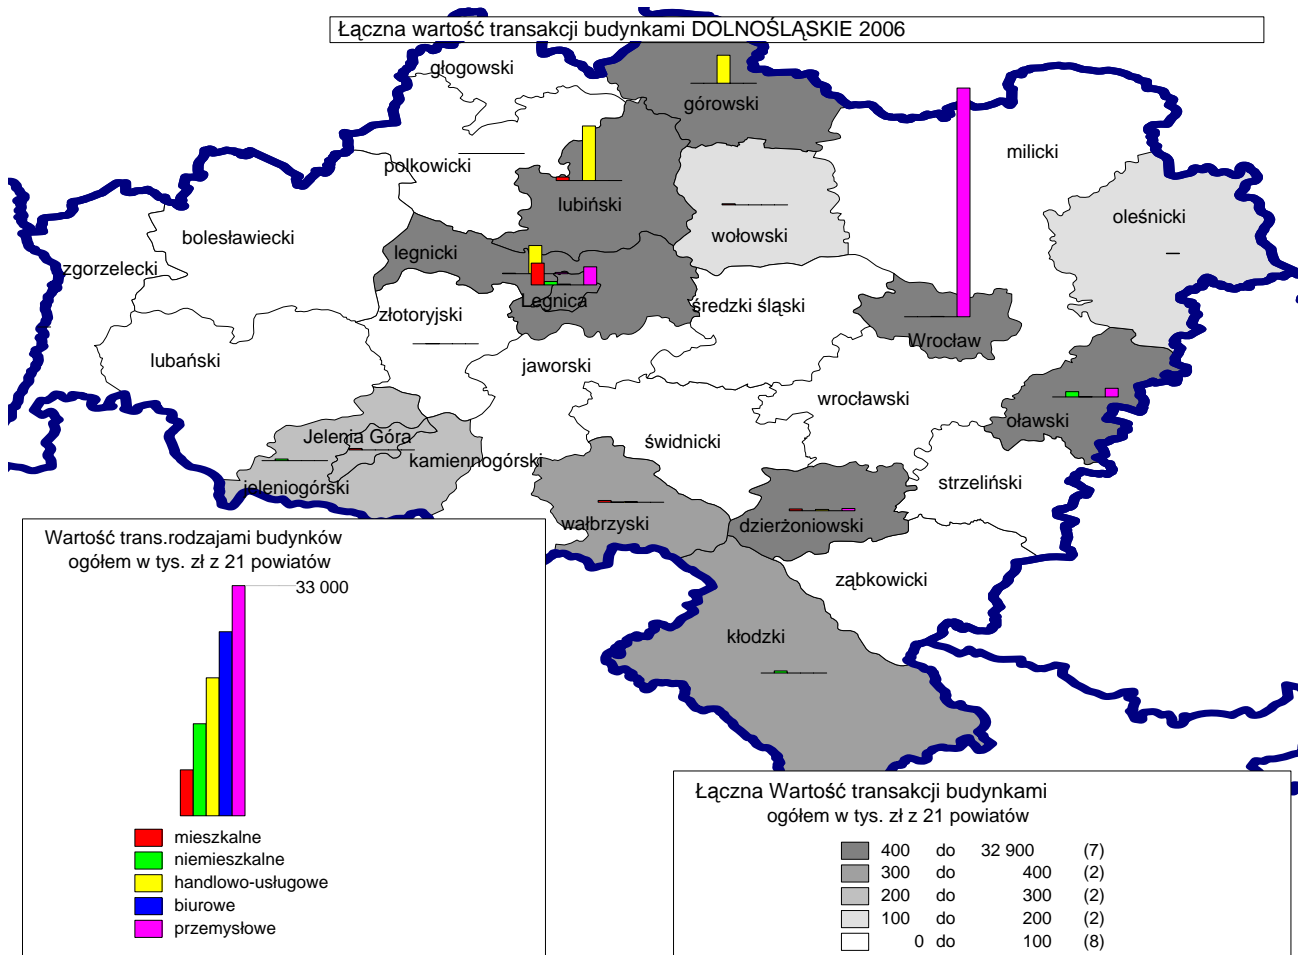 Łączna wartość transakcji budynkami DOLNOŚLĄSKIE 2006
głogowski
górowski
milicki
polkowicki
lubiński
oleśnicki
wołowski
bolesławiecki
legnicki
zgorzelecki
Legnica
średzki śląski
złotoryjski
Wrocław
lubański
jaworski
wrocławski
oławski
Jelenia Góra
świdnicki
kamiennogórski
strzeliński
jeleniogórski
wałbrzyski
dzierżoniowski
ząbkowicki
kłodzki
Wartość trans.rodzajami budynków
ogółem w tys. zł z 21 powiatów
33 000
mieszkalne
niemieszkalne
handlowo-usługowe
biurowe
przemysłowe
Łączna Wartość transakcji budynkami
ogółem w tys. zł z 21 powiatów
400 do 32 900 (7)
300 do 400 (2)
200 do 300 (2)
100 do 200 (2)
0 do 100 (8)